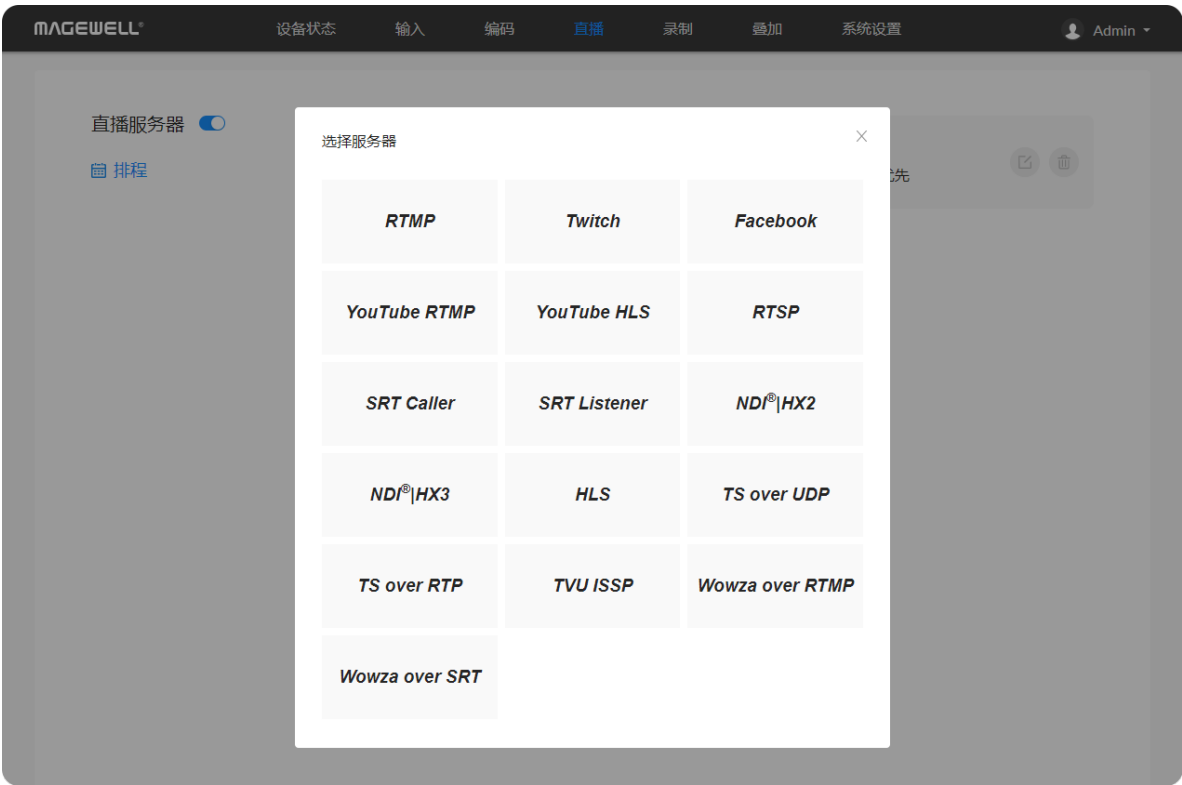 MAGEWELL®
设备状态 输入 编码 直播 录制 叠加 系统设置 Admin
直播服务器
排程
先
选择服务器
RTMP Twitch Facebook
YouTube RTMP YouTube HLS RTSP
SRT Caller SRT Listener NDI®|HX2
NDI®|HX3 HLS TS over UDP
TS over RTP TVU ISSP Wowza over RTMP
Wowza over SRT